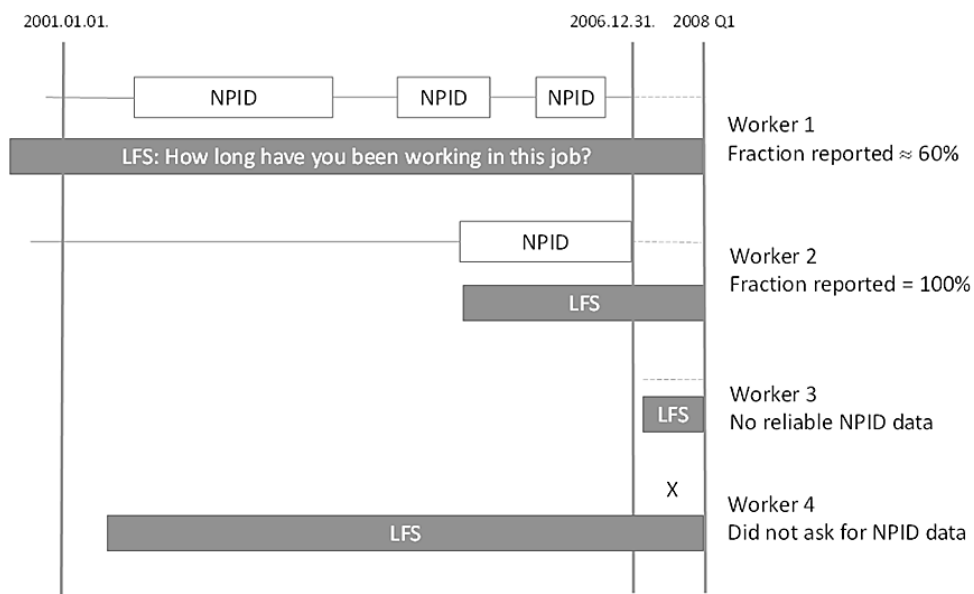 2001.01.01. 2006.12.31. 2008 Q1
NPID NPID NPID
Worker 1
LFS: How long have you been working in this job?
Fraction reported ≈ 60%
NPID
Worker 2
Fraction reported = 100%
LFS
Worker 3
LFS
No reliable NPID data
X
Worker 4
LFS
Did not ask for NPID data